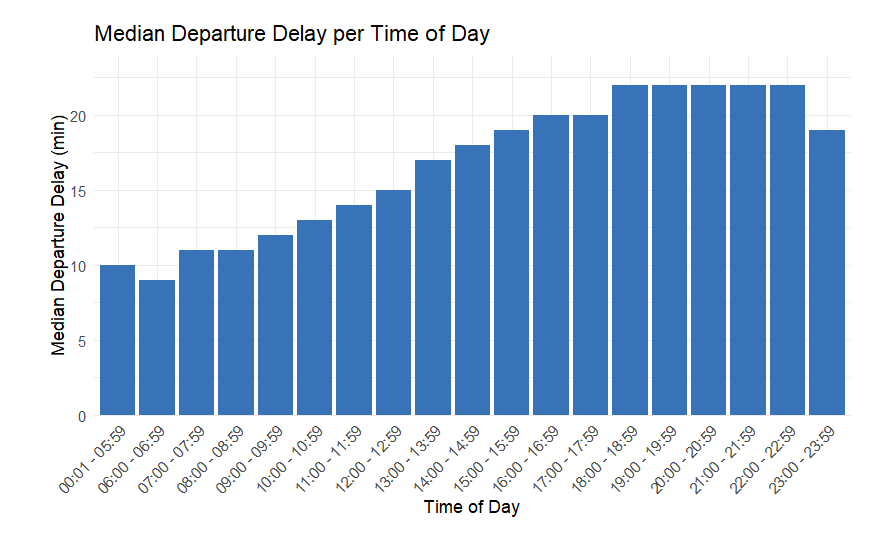 Median Departure Delay per Time of Day
Median Departure Delay (min)
20
15
10
5
0
00:01 - 05:59
06:00 - 06:59
07:00 - 07:59
08:00 - 08:59
09:00 - 09:59
10:00 - 10:59
11:00 - 11:59
12:00 - 12:59
13:00 - 13:59
14:00 - 14:59
15:00 - 15:59
16:00 - 16:59
17:00 - 17:59
18:00 - 18:59
19:00 - 19:59
20:00 - 20:59
21:00 - 21:59
22:00 - 22:59
23:00 - 23:59
Time of Day